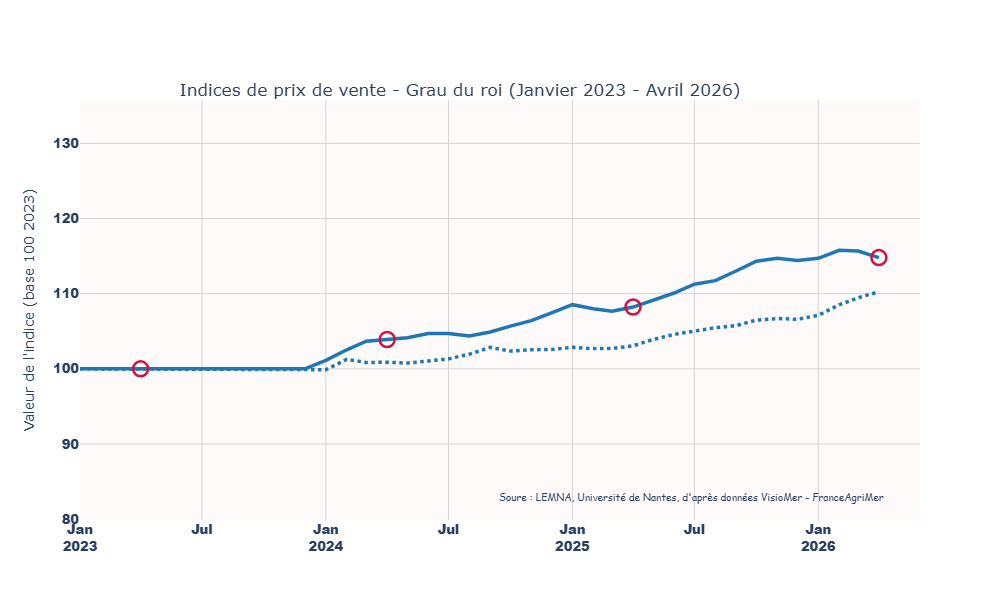 Indices de prix de vente - Grau du roi (Janvier 2023 - Avril 2026)
Valeur de l'indice (base 100 2023)
130
120
110
100
90
80
Soure : LEMNA, Université de Nantes, d'après données VisioMer - FranceAgriMer
Jan
2023
Jul
Jan
2024
Jul
Jan
2025
Jul
Jan
2026